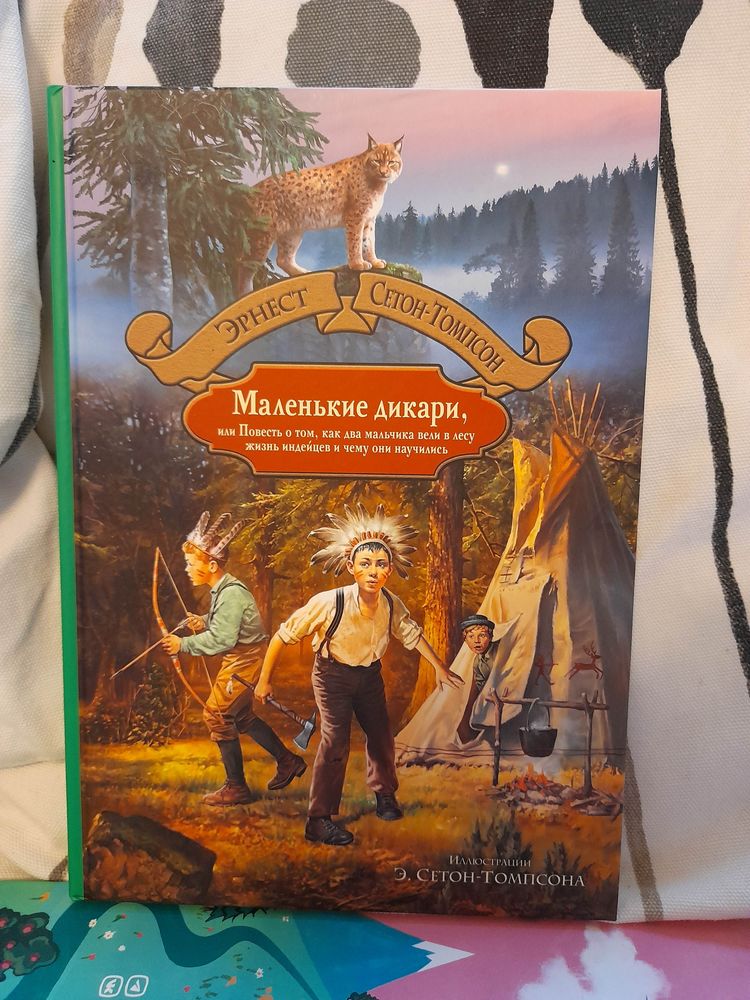 Эрнест Сетон-Томпсон
Маленькие дикари,
или Повесть о том, как два мальчика вели в лесу
жизнь индейцев и чему они научились
Иллюстрации
Э. Сетон-Томпсона